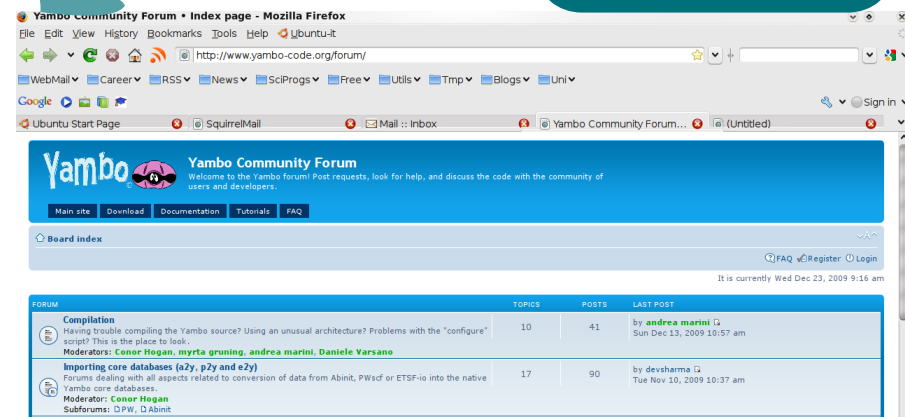 Yambo Community Forum • Index page - Mozilla Firefox
File Edit View History Bookmarks Tools Help Ubuntu-it
http://www.yambo-code.org/forum/
WebMail Career RSS News SciProgs Free Utils Tmp Blogs Uni
Google Sign in
Ubuntu Start Page SquirrelMail Mail :: Inbox Yambo Community Forum... (Untitled)
Yambo
Yambo Community Forum
Welcome to the Yambo forum! Post requests, look for help, and discuss the code with the community of
users and developers.
Main site Download Documentation Tutorials FAQ
Board index
FAQ Register Login
It is currently Wed Dec 23, 2009 9:16 am
FORUM TOPICS POSTS LAST POST
Compilation
Having trouble compiling the Yambo source? Using an unusual architecture? Problems with the "configure"
script? This is the place to look.
Moderators: Conor Hogan, myrta gruning, andrea marini, Daniele Varsano
10 41 by andrea marini
Sun Dec 13, 2009 10:57 am
Importing core databases (a2y, p2y and e2y)
Forums dealing with all aspects related to conversion of data from Abinit, PWscf or ETSF-io into the native
Yambo core databases.
Moderator: Conor Hogan
Subforums: PW, Abinit
17 90 by devsharma
Tue Nov 10, 2009 10:37 am